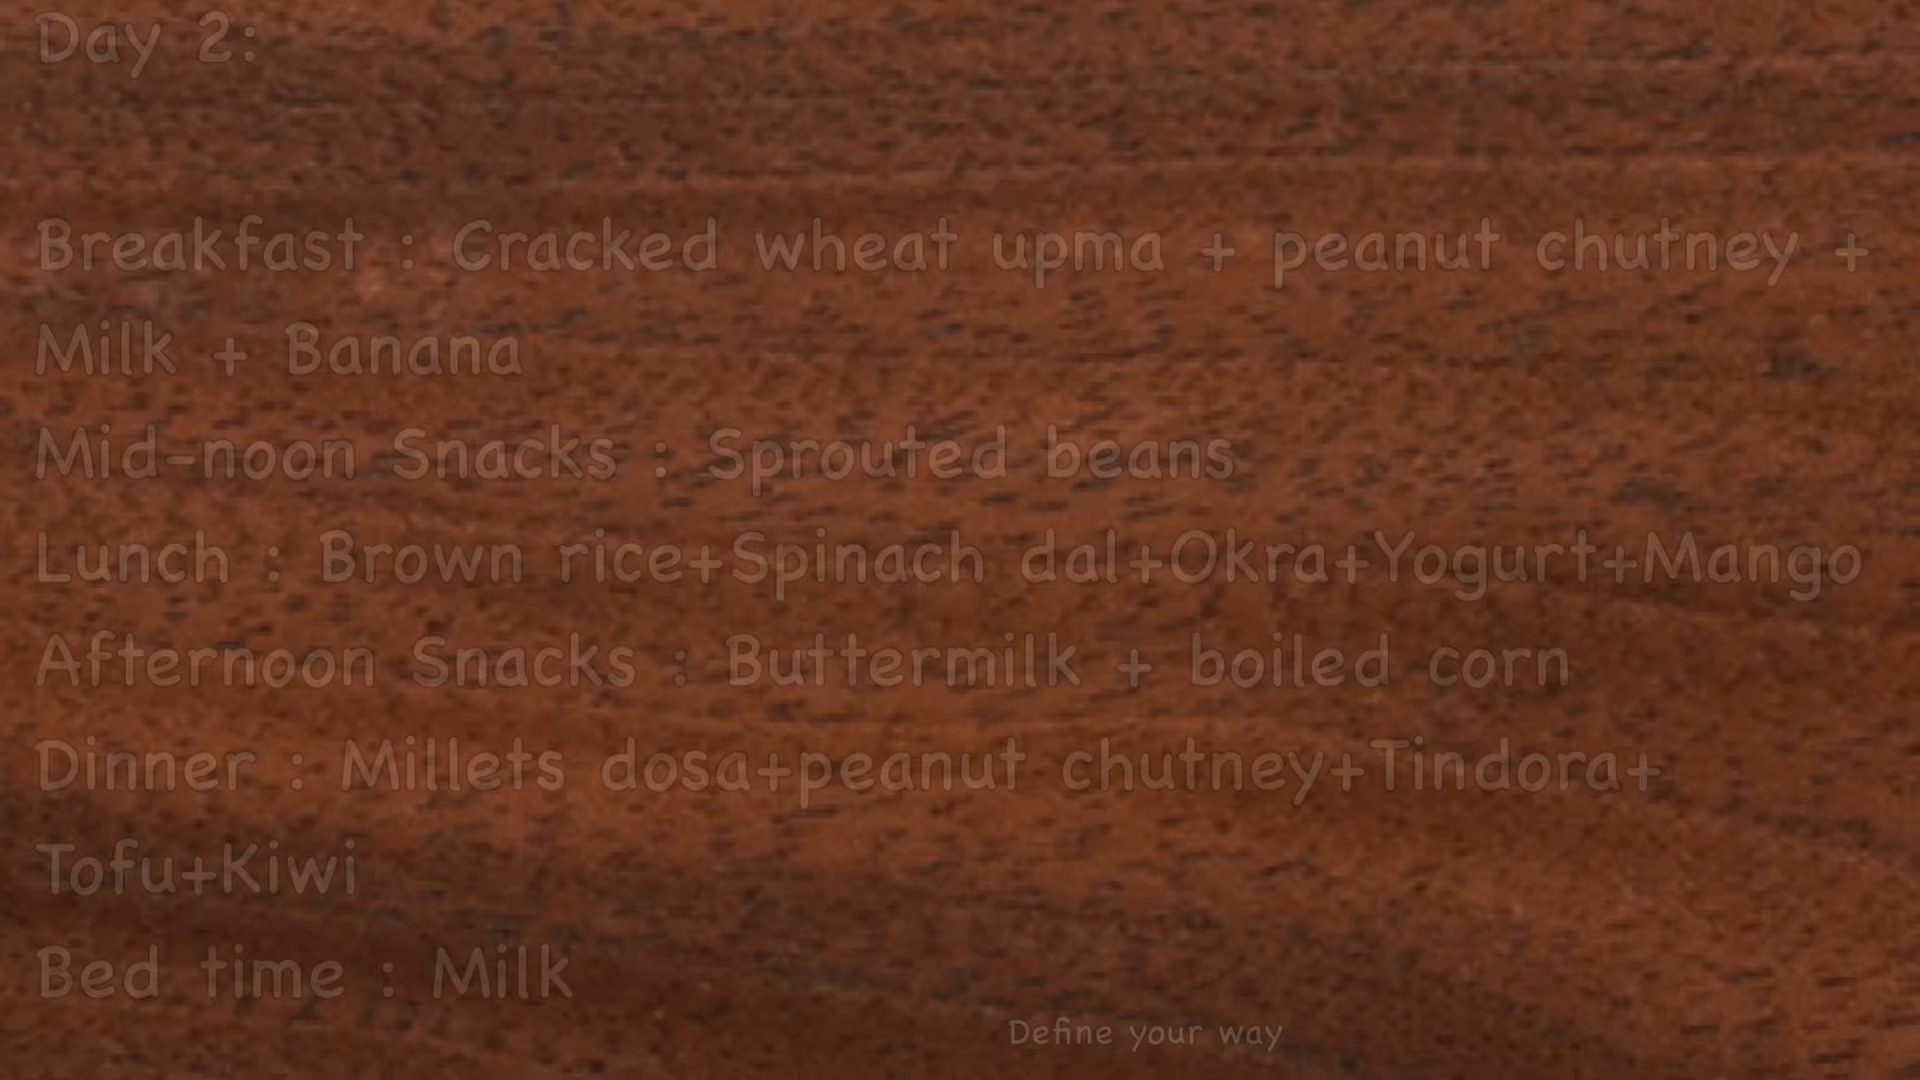 Day 2:
Breakfast : Cracked wheat upma + peanut chutney +
Milk + Banana
Mid-noon Snacks : Sprouted beans
Lunch : Brown rice+Spinach dal+Okra+Yogurt+Mango
Afternoon Snacks : Buttermilk + boiled corn
Dinner : Millets dosa+peanut chutney+Tindora+
Tofu+Kiwi
Bed time : Milk
Define your way